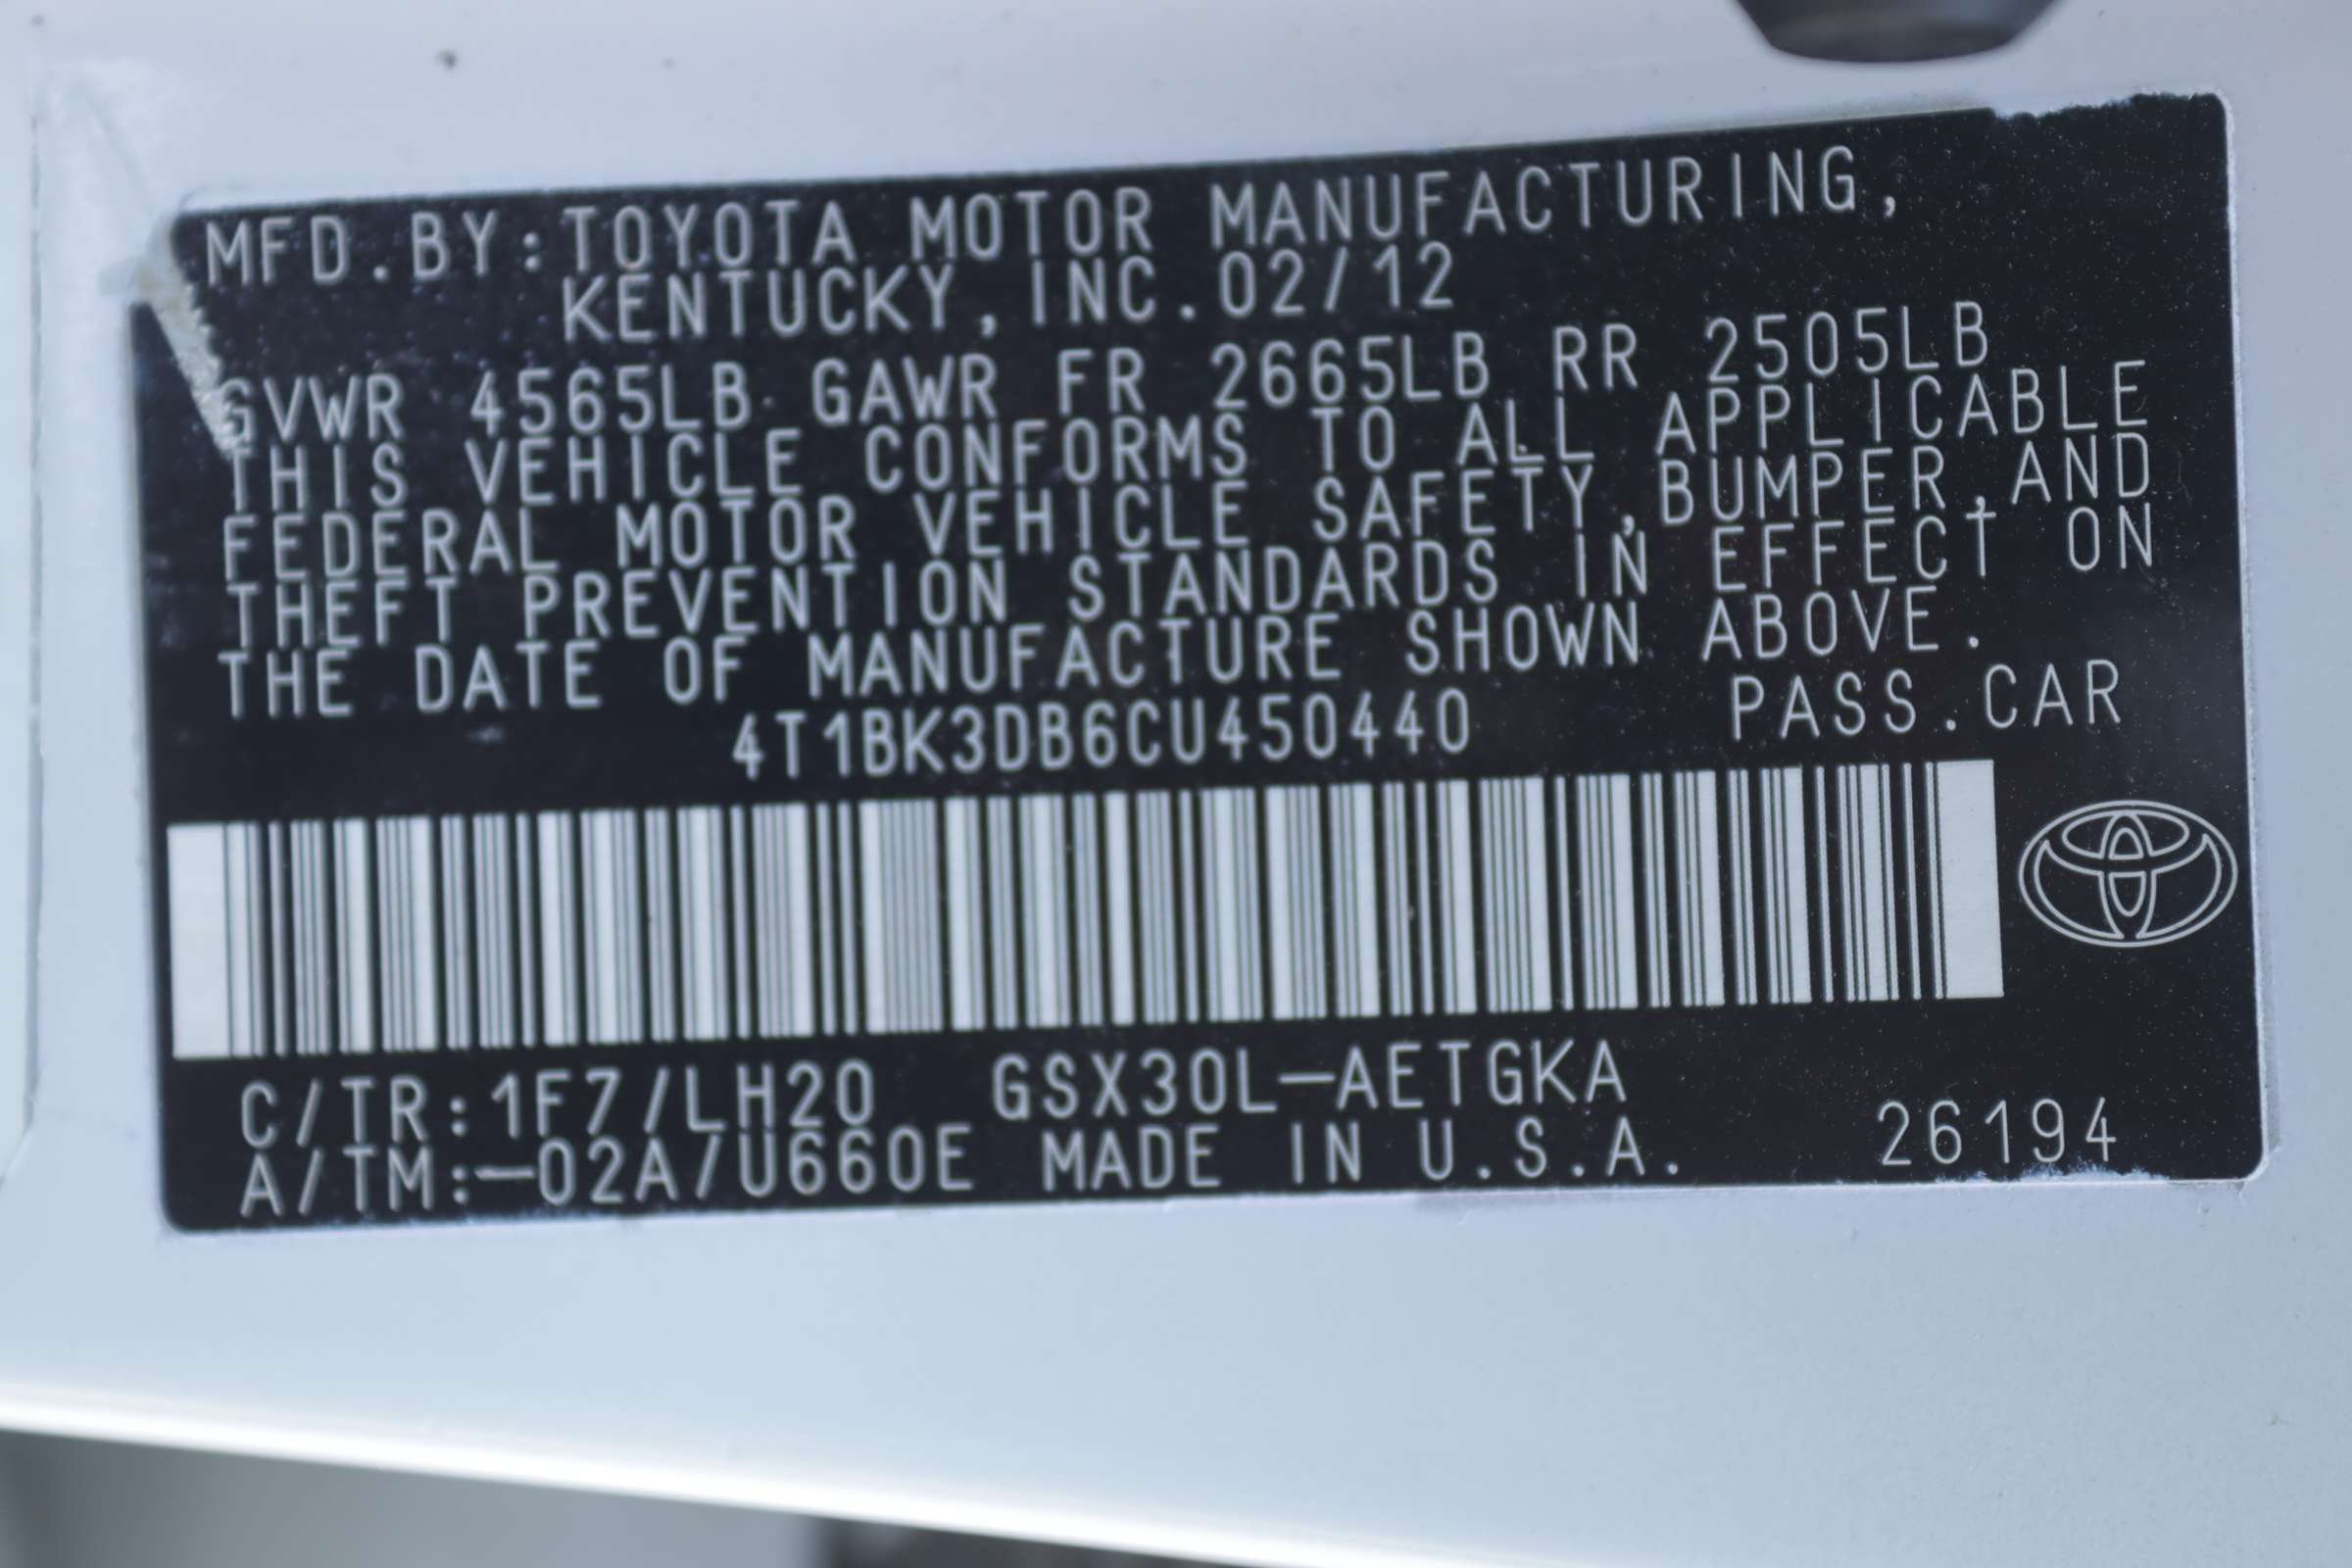 MFD.BY:TOYOTA MOTOR MANUFACTURING,
KENTUCKY, INC.02/12
GVWR 4565LB GAWR FR 2665LB RR 2505LB
THIS VEHICLE CONFORMS TO ALL APPLICABLE
FEDERAL MOTOR VEHICLE SAFETY,BUMPER,AND
THEFT PREVENTION STANDARDS IN EFFECT ON
THE DATE OF MANUFACTURE SHOWN ABOVE.
4T1BK3DB6CU450440 PASS.CAR
C/TR:1F7/LH20 GSX30L—AETGKA
A/TM:—02A/U660E MADE IN U.S.A. 26194